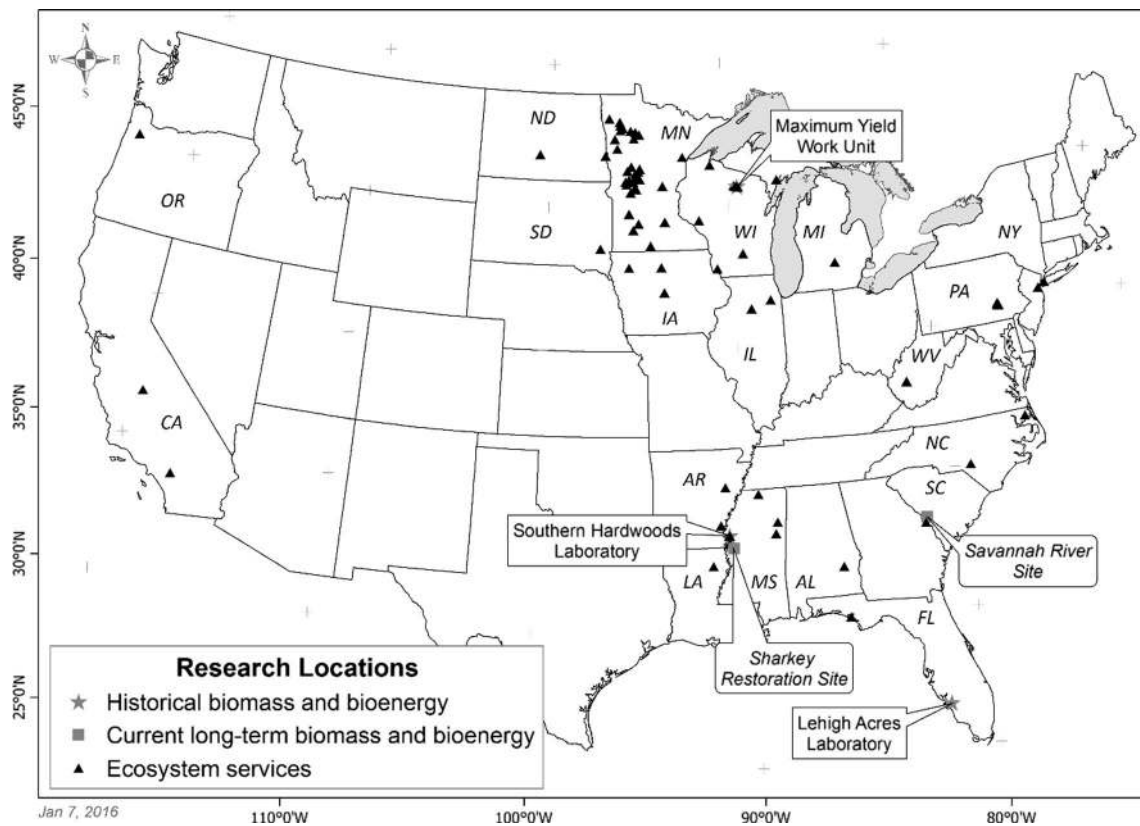 N
W E
S
45°0'N
40°0'N
35°0'N
30°0'N
25°0'N
ND
MN
Maximum Yield
Work Unit
OR
SD
WI
MI
NY
IA
PA
IL
WV
CA
NC
AR
SC
Southern Hardwoods
Laboratory
Savannah River
Site
LA
MS
AL
FL
Sharkey
Restoration Site
Lehigh Acres
Laboratory
Research Locations
Historical biomass and bioenergy
Current long-term biomass and bioenergy
Ecosystem services
Jan 7, 2016
110°0'W
100°0'W
90°0'W
80°0'W